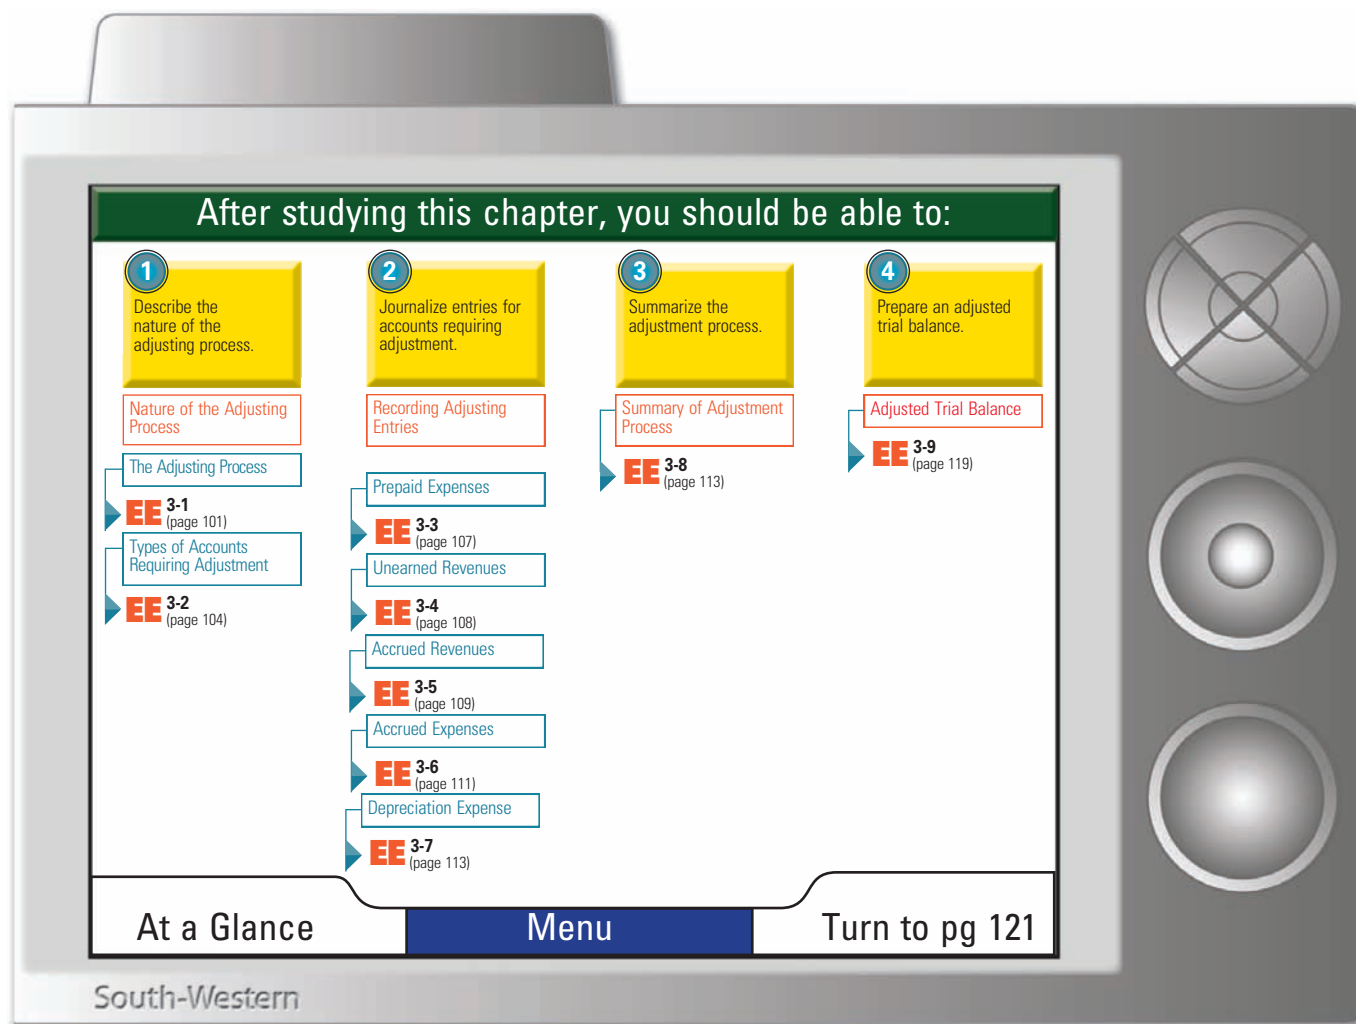 After studying this chapter, you should be able to:
1
Describe the
nature of the
adjusting process.
Nature of the Adjusting
Process
The Adjusting Process
EE 3-1
(page 101)
Types of Accounts
Requiring Adjustment
EE 3-2
(page 104)
2
Journalize entries for
accounts requiring
adjustment.
Recording Adjusting
Entries
Prepaid Expenses
EE 3-3
(page 107)
Unearned Revenues
EE 3-4
(page 108)
Accrued Revenues
EE 3-5
(page 109)
Accrued Expenses
EE 3-6
(page 111)
Depreciation Expense
EE 3-7
(page 113)
3
Summarize the
adjustment process.
Summary of Adjustment
Process
EE 3-8
(page 113)
4
Prepare an adjusted
trial balance.
Adjusted Trial Balance
EE 3-9
(page 119)
At a Glance
Menu
Turn to pg 121
South-Western